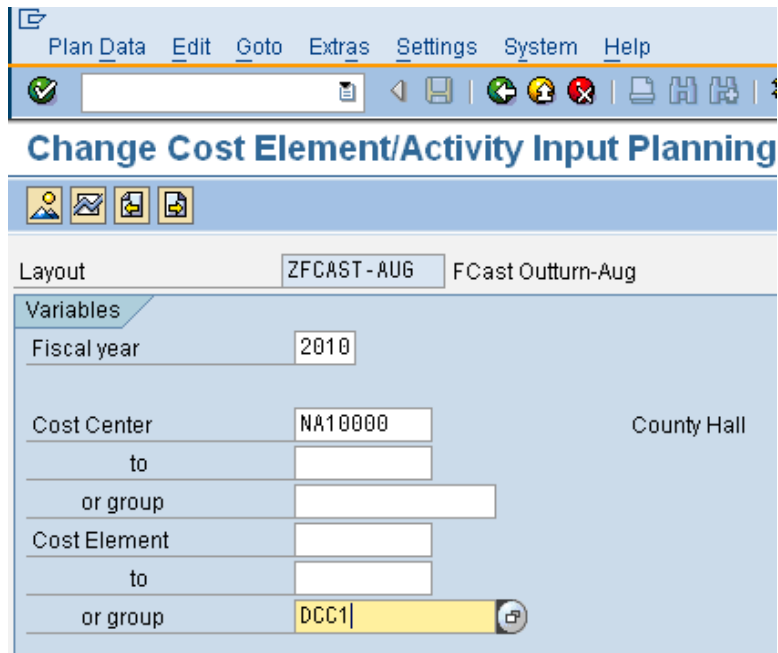 Plan Data Edit Goto Extras Settings System Help
Change Cost Element/Activity Input Planning
Layout ZFCAST-AUG FCast Outturn-Aug
Variables
Fiscal year 2010
Cost Center NA10000 County Hall
to
or group
Cost Element
to
or group DCC1